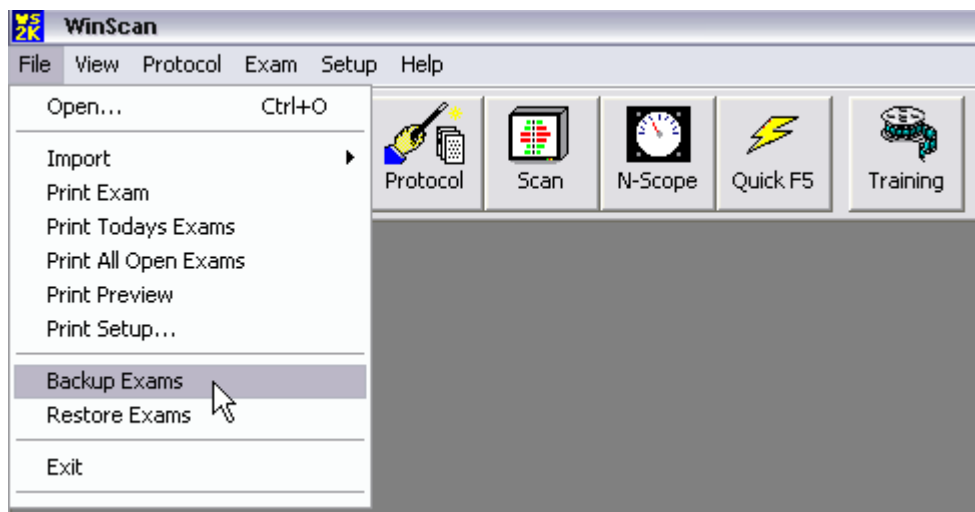 WS
2K
WinScan
File View Protocol Exam Setup Help
Open... Ctrl+O
Import
Print Exam
Print Todays Exams
Print All Open Exams
Print Preview
Print Setup...
Backup Exams
Restore Exams
Exit
Protocol Scan N-Scope Quick F5 Training